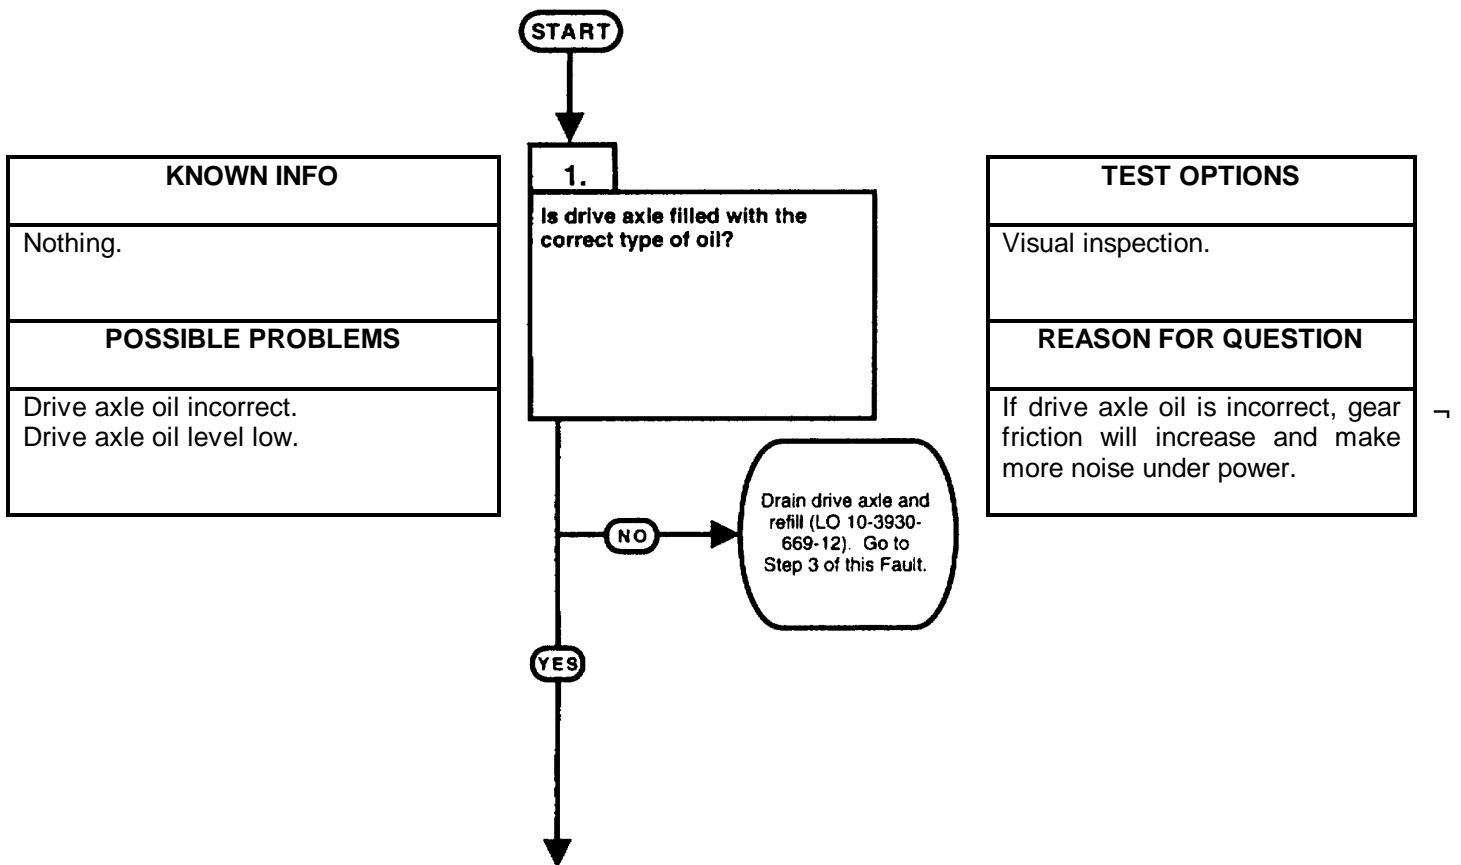 START
KNOWN INFO
Nothing.
POSSIBLE PROBLEMS
Drive axle oil incorrect.
Drive axle oil level low.
1.
Is drive axle filled with the
correct type of oil?
TEST OPTIONS
Visual inspection.
REASON FOR QUESTION
If drive axle oil is incorrect, gear ¬
friction will increase and make
more noise under power.
NO
Drain drive axle and
refill (LO 10-3930-
669-12). Go to
Step 3 of this Fault.
YES